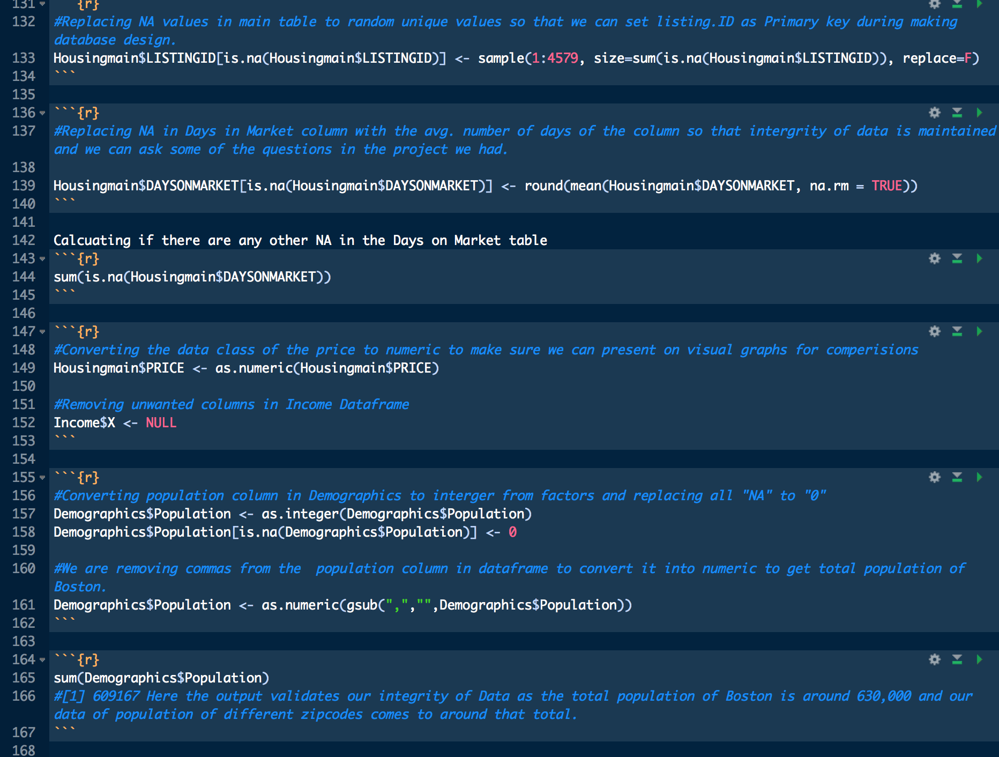 131 ```{r}
132 #Replacing NA values in main table to random unique values so that we can set listing.ID as Primary key during making
database design.
133 Housingmain$LISTINGID[is.na(Housingmain$LISTINGID)] <- sample(1:4579, size=sum(is.na(Housingmain$LISTINGID)), replace=F)
134 ```
135
136 ```{r}
137 #Replacing NA in Days in Market column with the avg. number of days of the column so that intergrity of data is maintained
and we can ask some of the questions in the project we had.
138
139 Housingmain$DAYSONMARKET[is.na(Housingmain$DAYSONMARKET)] <- round(mean(Housingmain$DAYSONMARKET, na.rm = TRUE))
140 ```
141
142 Calcuating if there are any other NA in the Days on Market table
143 ```{r}
144 sum(is.na(Housingmain$DAYSONMARKET))
145 ```
146
147 ```{r}
148 #Converting the data class of the price to numeric to make sure we can present on visual graphs for comperisions
149 Housingmain$PRICE <- as.numeric(Housingmain$PRICE)
150
151 #Removing unwanted columns in Income Dataframe
152 Income$X <- NULL
153 ```
154
155 ```{r}
156 #Converting population column in Demographics to interger from factors and replacing all "NA" to "0"
157 Demographics$Population <- as.integer(Demographics$Population)
158 Demographics$Population[is.na(Demographics$Population)] <- 0
159
160 #We are removing commas from the  population column in dataframe to convert it into numeric to get total population of
Boston.
161 Demographics$Population <- as.numeric(gsub(",","",Demographics$Population))
162 ```
163
164 ```{r}
165 sum(Demographics$Population)
166 #[1] 609167 Here the output validates our integrity of Data as the total population of Boston is around 630,000 and our
data of population of different zipcodes comes to around that total.
167 ```
168